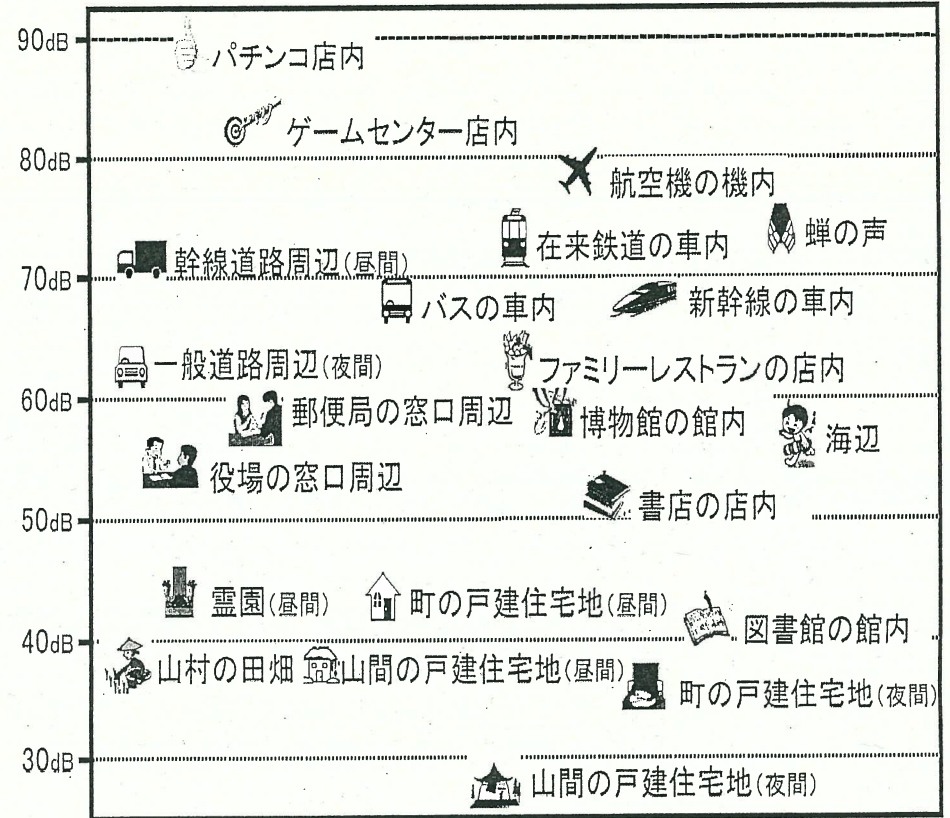 90dB
パチンコ店内
ゲームセンター店内
80dB
航空機の機内
蝉の声
在来鉄道の車内
幹線道路周辺(昼間)
70dB
バスの車内
新幹線の車内
一般道路周辺(夜間)
ファミリーレストランの店内
60dB
郵便局の窓口周辺
博物館の館内
海辺
役場の窓口周辺
書店の店内
50dB
霊園(昼間)
町の戸建住宅地(昼間)
図書館の館内
40dB
山村の田畑
山間の戸建住宅地(昼間)
町の戸建住宅地(夜間)
30dB
山間の戸建住宅地(夜間)